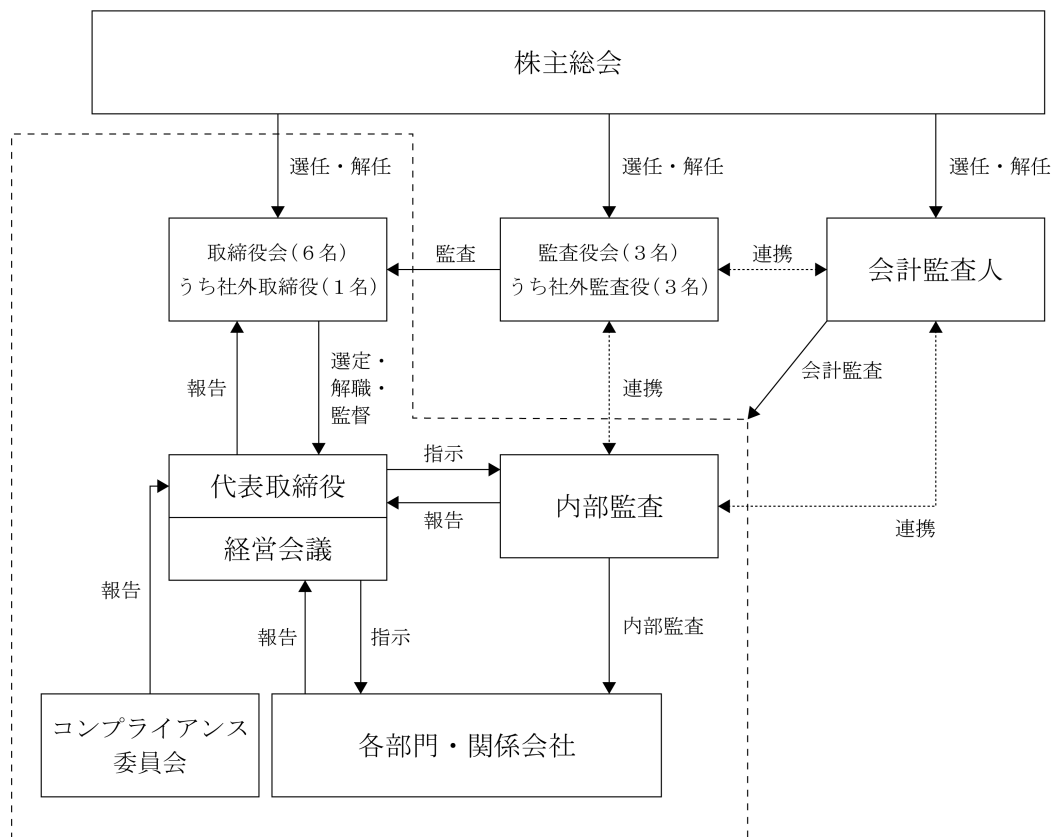 株主総会
選任・解任
選任・解任
選任・解任
取締役会(6名)
うち社外取締役(1名)
監査
監査役会(3名)
うち社外監査役(3名)
連携
会計監査人
報告
選定・
解職・
監督
連携
会計監査
代表取締役
経営会議
指示
報告
内部監査
連携
報告
報告
指示
内部監査
コンプライアンス
委員会
各部門・関係会社